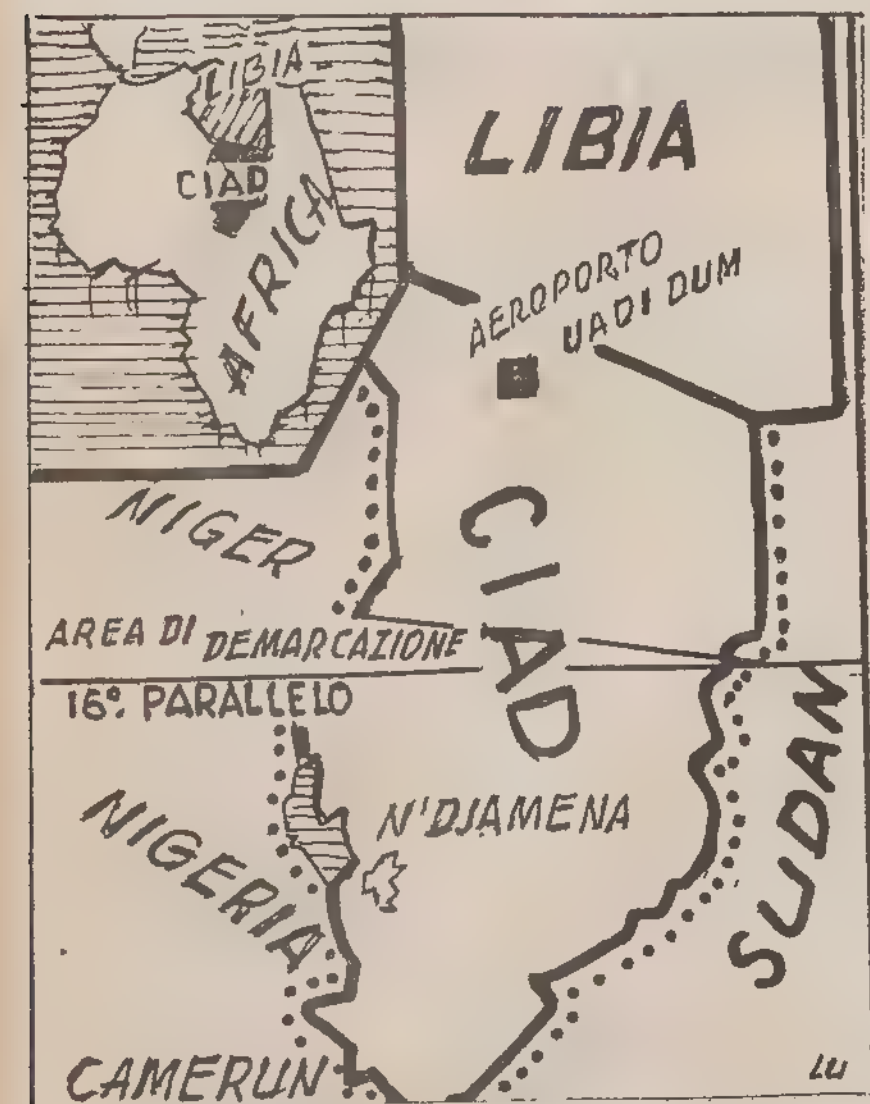 LIBIA
CIAD
AFRICA
LIBIA
AEROPORTO
UADI DUM
NIGER
CIAD
AREA DI DEMARCAZIONE
16°. PARALLELO
N'DJAMENA
NIGERIA
SUDAN
CAMERUN
LU